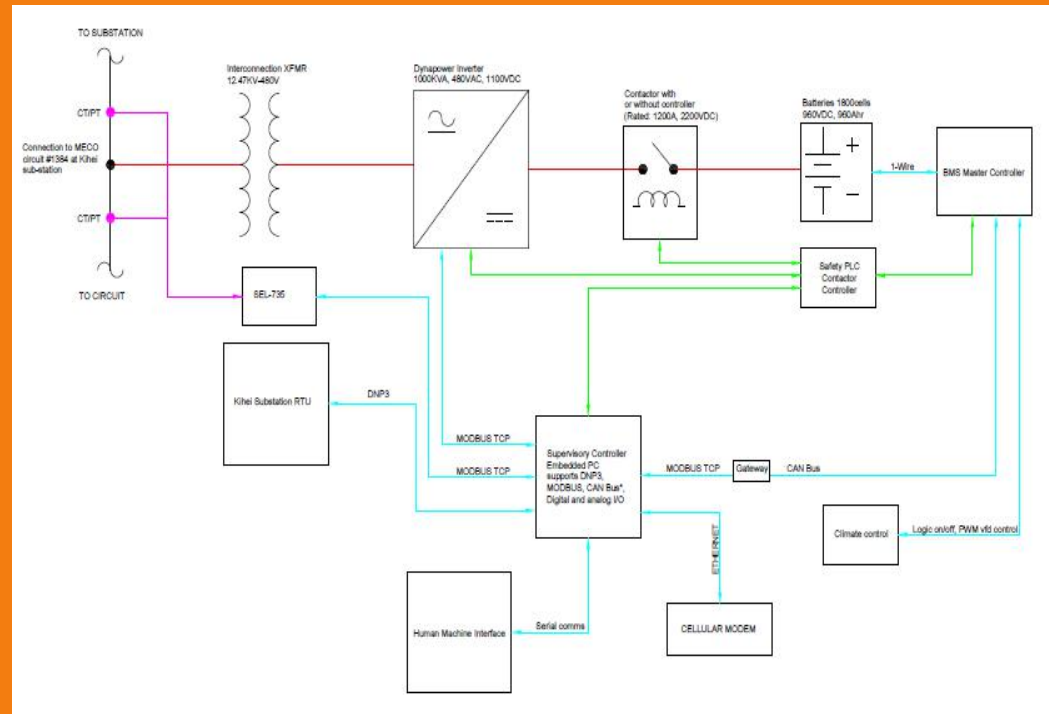 TO SUBSTATION
Interconnection XFMR
12.47KV-480V
Dynapower Inverter
1000KVA, 480VAC, 1100VDC
Contactor with
or without controller
(Rated: 1200A, 2200VDC)
Batteries 1800cells
960VDC, 960Ahr
CT/PT
Connection to MECO
circuit #1384 at Kihei
sub-station
1-Wire
BMS Master Controller
CT/PT
Safety PLC
Contactor
Controller
TO CIRCUIT
SEL-735
Kihei Substation RTU
DNP3
MODBUS TCP
MODBUS TCP
Supervisory Controller
Embedded PC
supports DNP3,
MODBUS, CAN Bus*,
Digital and analog I/O
MODBUS TCP
Gateway
CAN Bus
Climate control
Logic on/off, PWM vfd control
ETHERNET
Human Machine Interface
Serial comms
CELLULAR MODEM